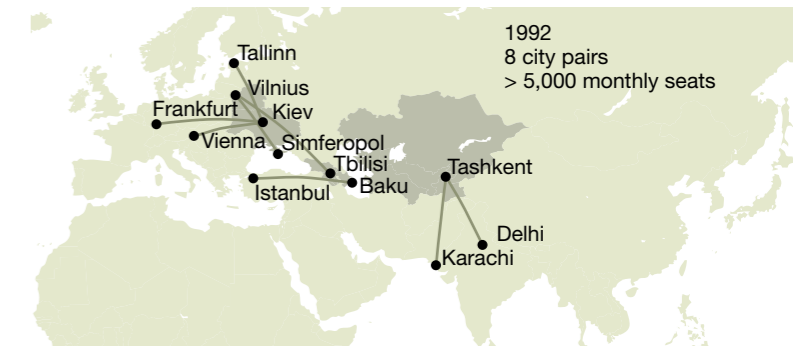 1992
8 city pairs
> 5,000 monthly seats
Tallinn
Vilnius
Frankfurt
Kiev
Vienna
Simferopol
Tbilisi
Istanbul
Baku
Tashkent
Delhi
Karachi